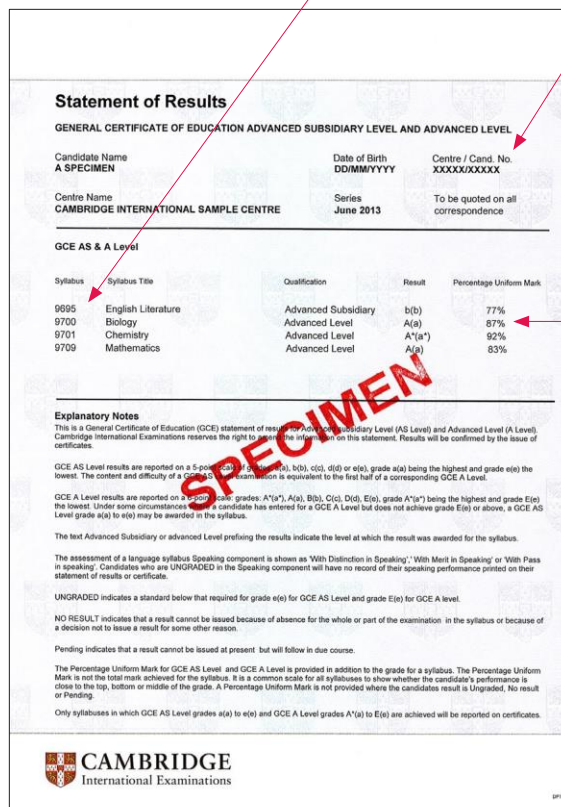 Statement of Results
GENERAL CERTIFICATE OF EDUCATION ADVANCED SUBSIDIARY LEVEL AND ADVANCED LEVEL
Candidate Name Date of Birth Centre / Cand. No.
A SPECIMEN DD/MM/YYYY XXXXX/XXXXX
Centre Name Series To be quoted on all
CAMBRIDGE INTERNATIONAL SAMPLE CENTRE June 2013 correspondence
GCE AS & A Level
Syllabus Syllabus Title Qualification Result Percentage Uniform Mark
9695 English Literature Advanced Subsidiary b(b) 77%
9700 Biology Advanced Level A(a) 87%
9701 Chemistry Advanced Level A*(a*) 92%
9709 Mathematics Advanced Level A(a) 83%
SPECIMEN
Explanatory Notes
This is a General Certificate of Education (GCE) statement of results for Advanced Subsidiary Level (AS Level) and Advanced Level (A Level).
Cambridge International Examinations reserves the right to amend the information on this statement. Results will be confirmed by the issue of
certificates.
GCE AS Level results are reported on a 5-point scale of grades: a(a), b(b), c(c), d(d) or e(e), grade a(a) being the highest and grade e(e) the
lowest. The content and difficulty of a GCE AS Level examination is equivalent to the first half of a corresponding GCE A Level.
GCE A Level results are reported on a 6-point scale: grades: A*(a*), A(a), B(b), C(c), D(d), E(e), grade A*(a*) being the highest and grade E(e)
the lowest. Under some circumstances where a candidate has entered for a GCE A Level but does not achieve grade E(e) or above, a GCE AS
Level grade a(a) to e(e) may be awarded in the syllabus.
The text Advanced Subsidiary or advanced Level prefixing the results indicate the level at which the result was awarded for the syllabus.
The assessment of a language syllabus Speaking component is shown as 'With Distinction in Speaking',' With Merit in Speaking' or 'With Pass
in speaking'. Candidates who are UNGRADED in the Speaking component will have no record of their speaking performance printed on their
statement of results or certificate.
UNGRADED indicates a standard below that required for grade e(e) for GCE AS Level and grade E(e) for GCE A level.
NO RESULT indicates that a result cannot be issued because of absence for the whole or part of the examination in the syllabus or because of
a decision not to issue a result for some other reason.
Pending indicates that a result cannot be issued at present but will follow in due course.
The Percentage Uniform Mark for GCE AS Level and GCE A Level is provided in addition to the grade for a syllabus. The Percentage Uniform
Mark is not the total mark achieved for the syllabus. It is a common scale for all syllabuses to show whether the candidate's performance is
close to the top, bottom or middle of the grade. A Percentage Uniform Mark is not provided where the candidates result is Ungraded, No result
or Pending.
Only syllabuses in which GCE AS Level grades a(a) to e(e) and GCE A Level grades A*(a*) to E(e) are achieved will be reported on certificates.
CAMBRIDGE
International Examinations